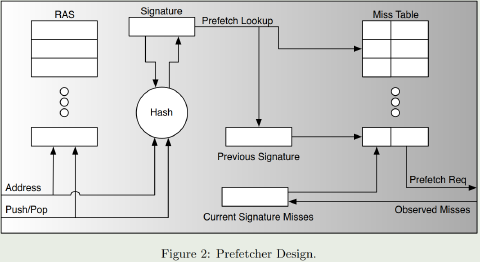 RAS
Signature
Prefetch Lookup
Miss Table
Hash
Previous Signature
Address
Prefetch Req
Push/Pop
Current Signature Misses
Observed Misses
Figure 2: Prefetcher Design.